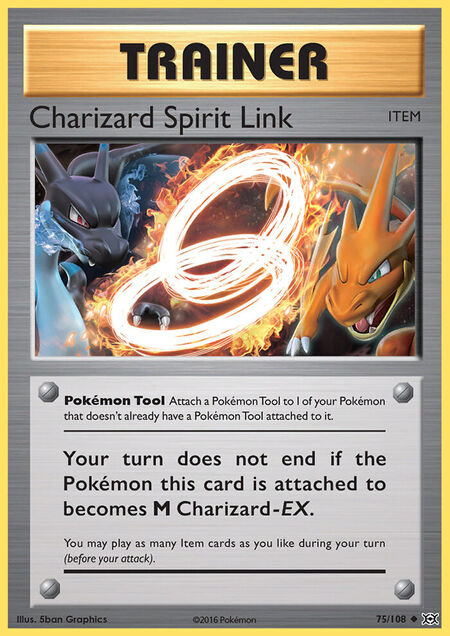 TRAINER
Charizard Spirit Link ITEM
Pokémon Tool Attach a Pokémon Tool to 1 of your Pokémon
that doesn't already have a Pokémon Tool attached to it.
Your turn does not end if the
Pokémon this card is attached to
becomes M Charizard-EX.
You may play as many Item cards as you like during your turn
(before your attack).
Illus. 5ban Graphics ©2016 Pokémon 75/108